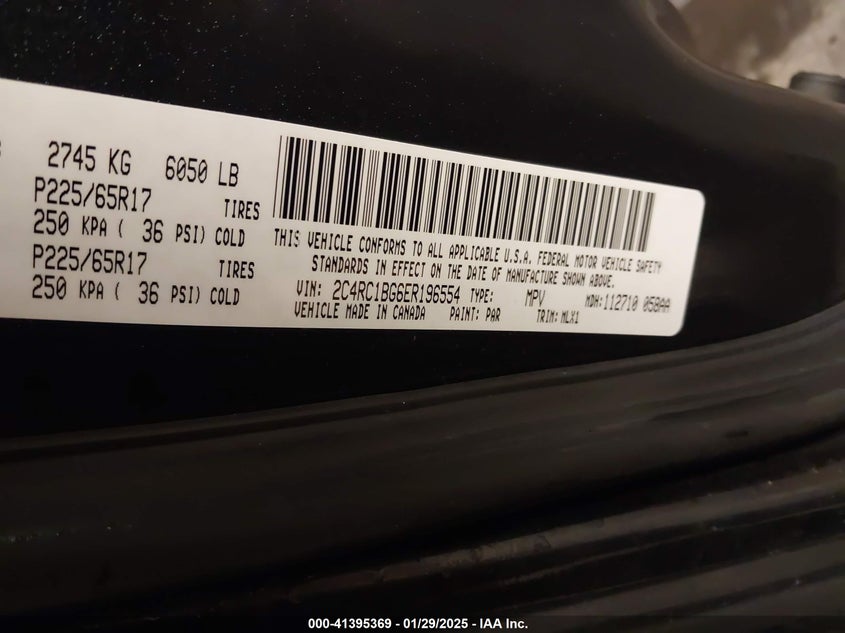 2745 KG 6050 LB
P225/65R17 TIRES
250 KPA ( 36 PSI) COLD
P225/65R17 TIRES
250 KPA ( 36 PSI) COLD
THIS VEHICLE CONFORMS TO ALL APPLICABLE U.S.A. FEDERAL MOTOR VEHICLE SAFETY
STANDARDS IN EFFECT ON THE DATE OF MANUFACTURE SHOWN ABOVE.
VIN: 2C4RC1BG6ER196554 TYPE: MPV MDH:112710 058AA
VEHICLE MADE IN CANADA PAINT: PAR TRIM: MLX1
000-41395369 - 01/29/2025 - IAA Inc.